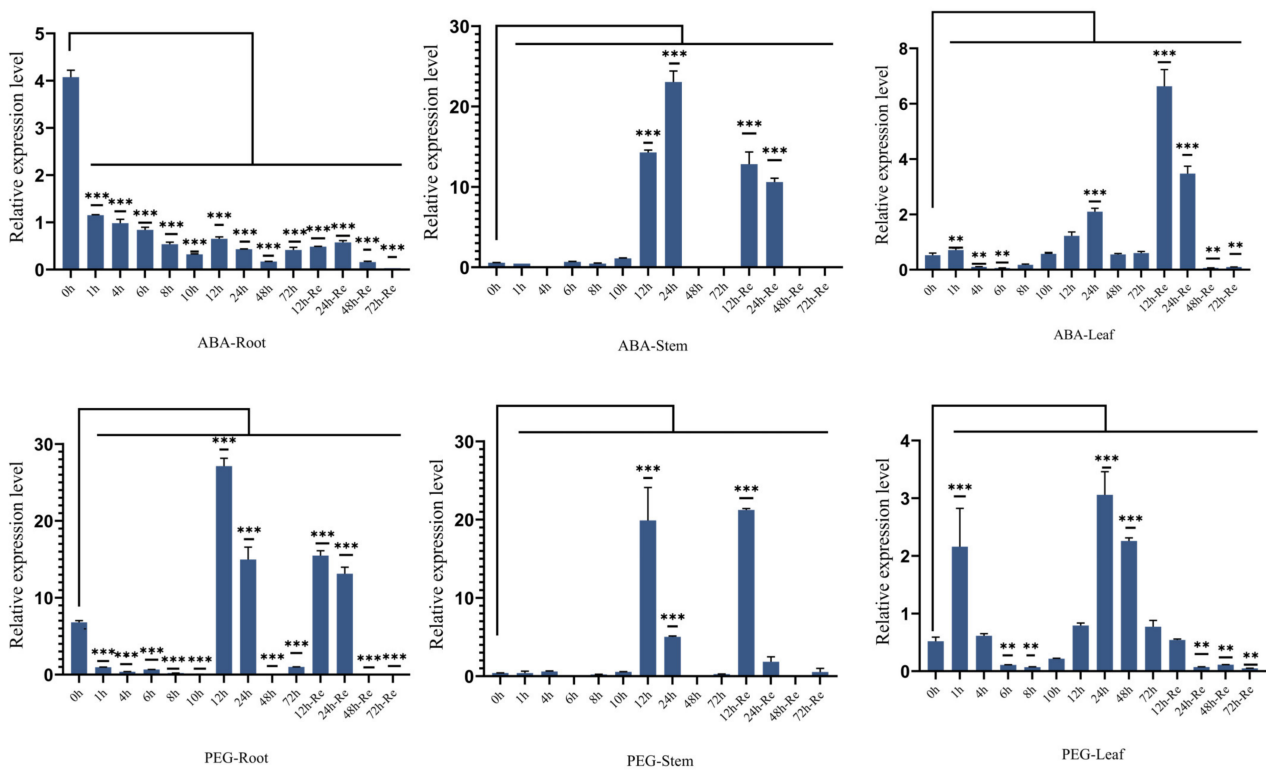 Relative expression level
5
4
3
2
1
0
*** *** *** *** *** *** *** *** *** *** *** *** ***
0h 1h 4h 6h 8h 10h 12h 24h 48h 72h 12h-Re 24h-Re 48h-Re 72h-Re
ABA-Root
Relative expression level
30
20
10
0
*** *** *** ***
0h 1h 4h 6h 8h 10h 12h 24h 48h 72h 12h-Re 24h-Re 48h-Re 72h-Re
ABA-Stem
Relative expression level
8
6
4
2
0
** ** ** *** *** *** ** **
0h 1h 4h 6h 8h 10h 12h 24h 48h 72h 12h-Re 24h-Re 48h-Re 72h-Re
ABA-Leaf
Relative expression level
30
20
10
0
*** *** *** *** *** *** *** *** *** *** *** *** ***
0h 1h 4h 6h 8h 10h 12h 24h 48h 72h 12h-Re 24h-Re 48h-Re 72h-Re
PEG-Root
Relative expression level
30
20
10
0
*** *** ***
0h 1h 4h 6h 8h 10h 12h 24h 48h 72h 12h-Re 24h-Re 48h-Re 72h-Re
PEG-Stem
Relative expression level
4
3
2
1
0
*** ** ** *** *** ** ** **
0h 1h 4h 6h 8h 10h 12h 24h 48h 72h 12h-Re 24h-Re 48h-Re 72h-Re
PEG-Leaf